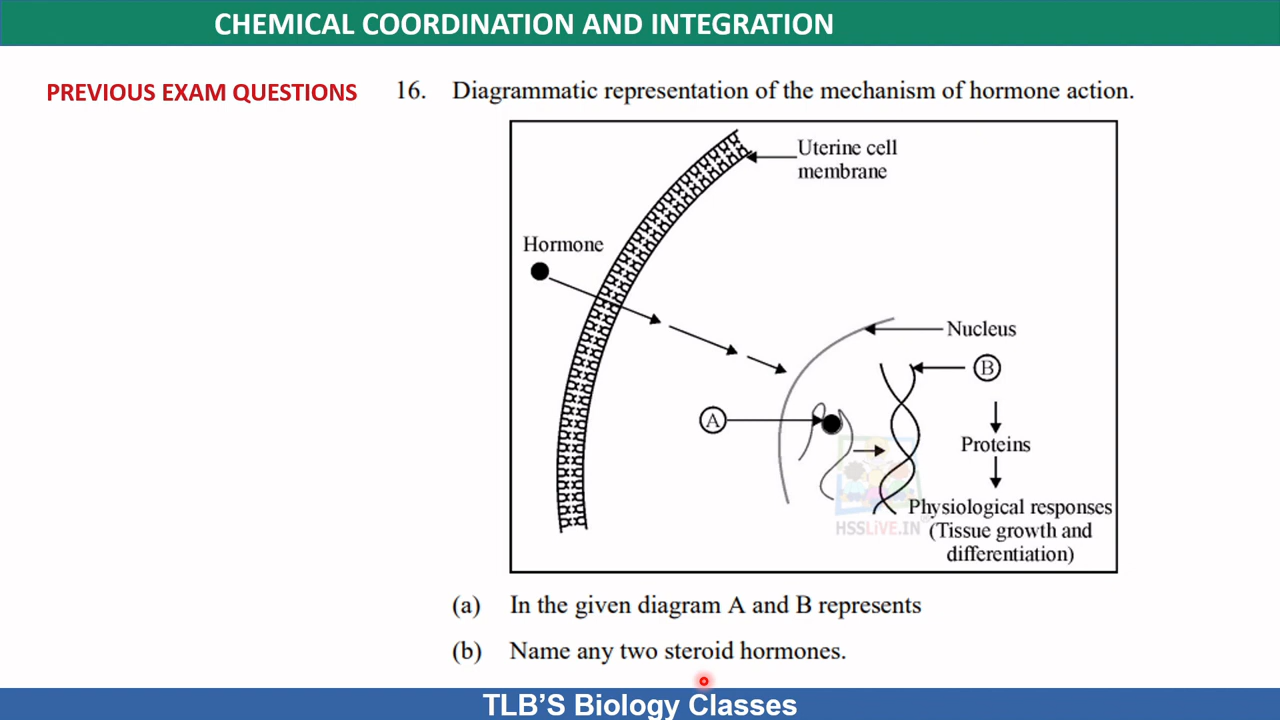 CHEMICAL COORDINATION AND INTEGRATION
PREVIOUS EXAM QUESTIONS
16. Diagrammatic representation of the mechanism of hormone action.
Uterine cell
membrane
Hormone
Nucleus
B
A
Proteins
Physiological responses
(Tissue growth and
differentiation)
HSSLiVE.IN
(a) In the given diagram A and B represents
(b) Name any two steroid hormones.
TLB'S Biology Classes